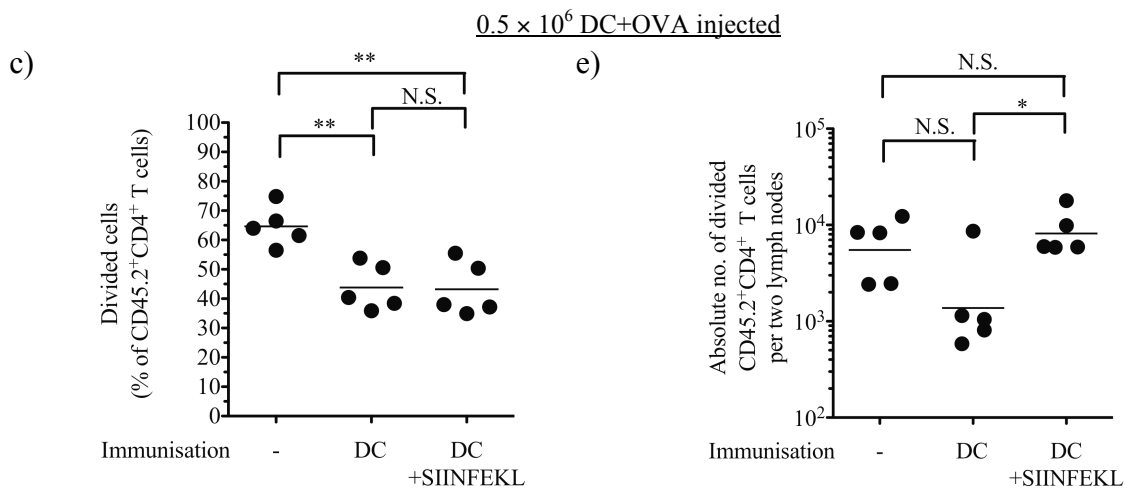 0.5 × 10⁶ DC+OVA injected
c)
**
N.S.
**
100
90
80
70
60
50
40
30
20
10
0
Divided cells
(% of CD45.2⁺CD4⁺ T cells)
Immunisation - DC DC
+SIINFEKL
e)
N.S.
*
N.S.
10⁵
10⁴
10³
10²
Absolute no. of divided
CD45.2⁺CD4⁺ T cells
per two lymph nodes
Immunisation - DC DC
+SIINFEKL